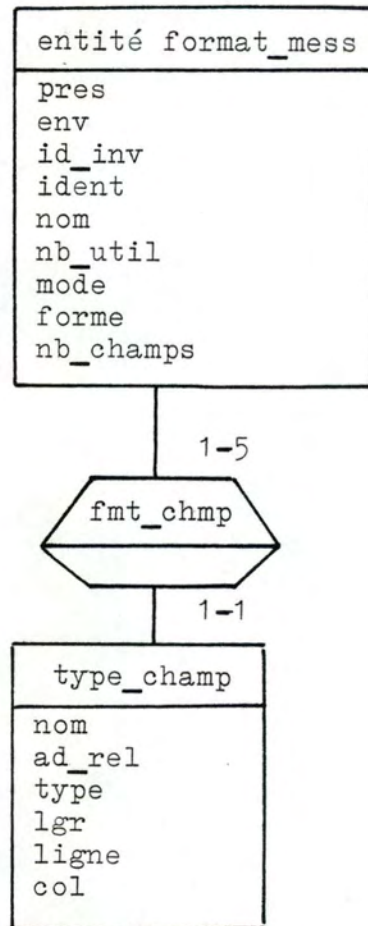 entité format_mess
pres
env
id_inv
ident
nom
nb_util
mode
forme
nb_champs
1-5
fmt_chmp
1-1
type_champ
nom
ad_rel
type
lgr
ligne
col